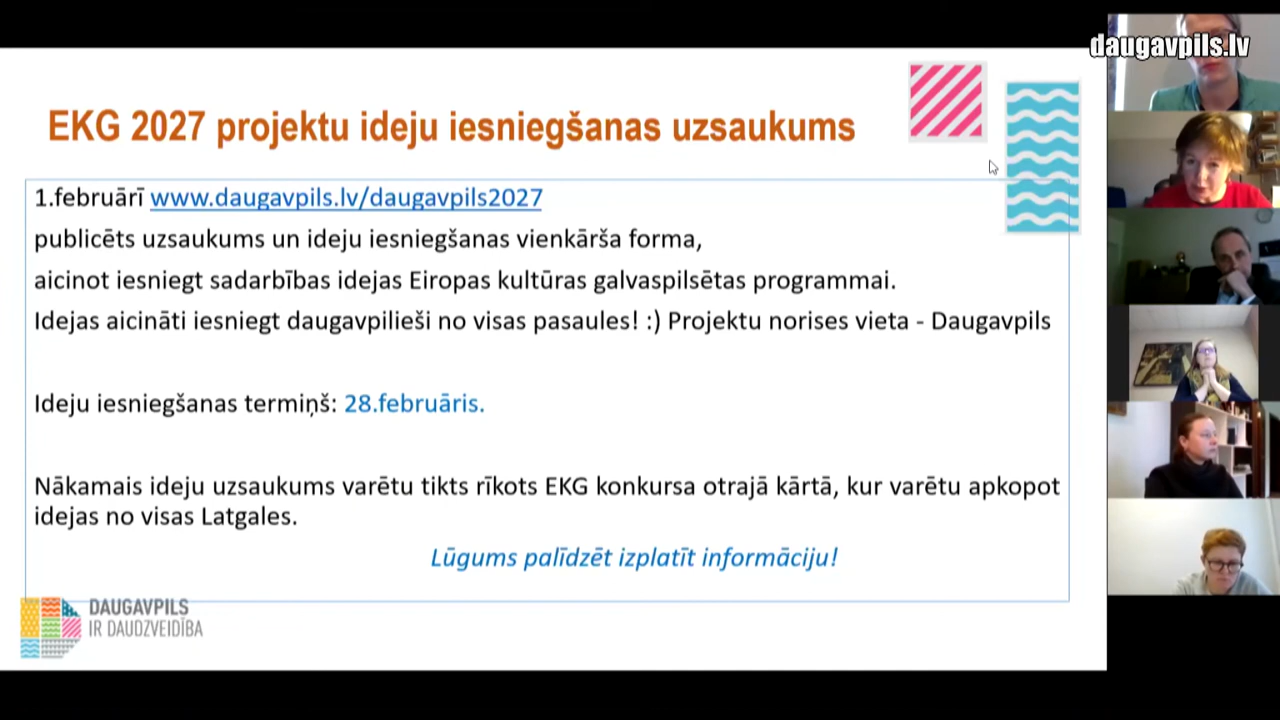 daugavpils.lv
EKG 2027 projektu ideju iesniegšanas uzsaukums
1.februārī www.daugavpils.lv/daugavpils2027
publicēts uzsaukums un ideju iesniegšanas vienkārša forma,
aicinot iesniegt sadarbības idejas Eiropas kultūras galvaspilsētas programmai.
Idejas aicināti iesniegt daugavpilieši no visas pasaules! :) Projektu norises vieta - Daugavpils
Ideju iesniegšanas termiņš: 28.februāris.
Nākamais ideju uzsaukums varētu tikts rīkots EKG konkursa otrajā kārtā, kur varētu apkopot
idejas no visas Latgales.
Lūgums palīdzēt izplatīt informāciju!
DAUGAVPILS
IR DAUDZVEIDĪBA